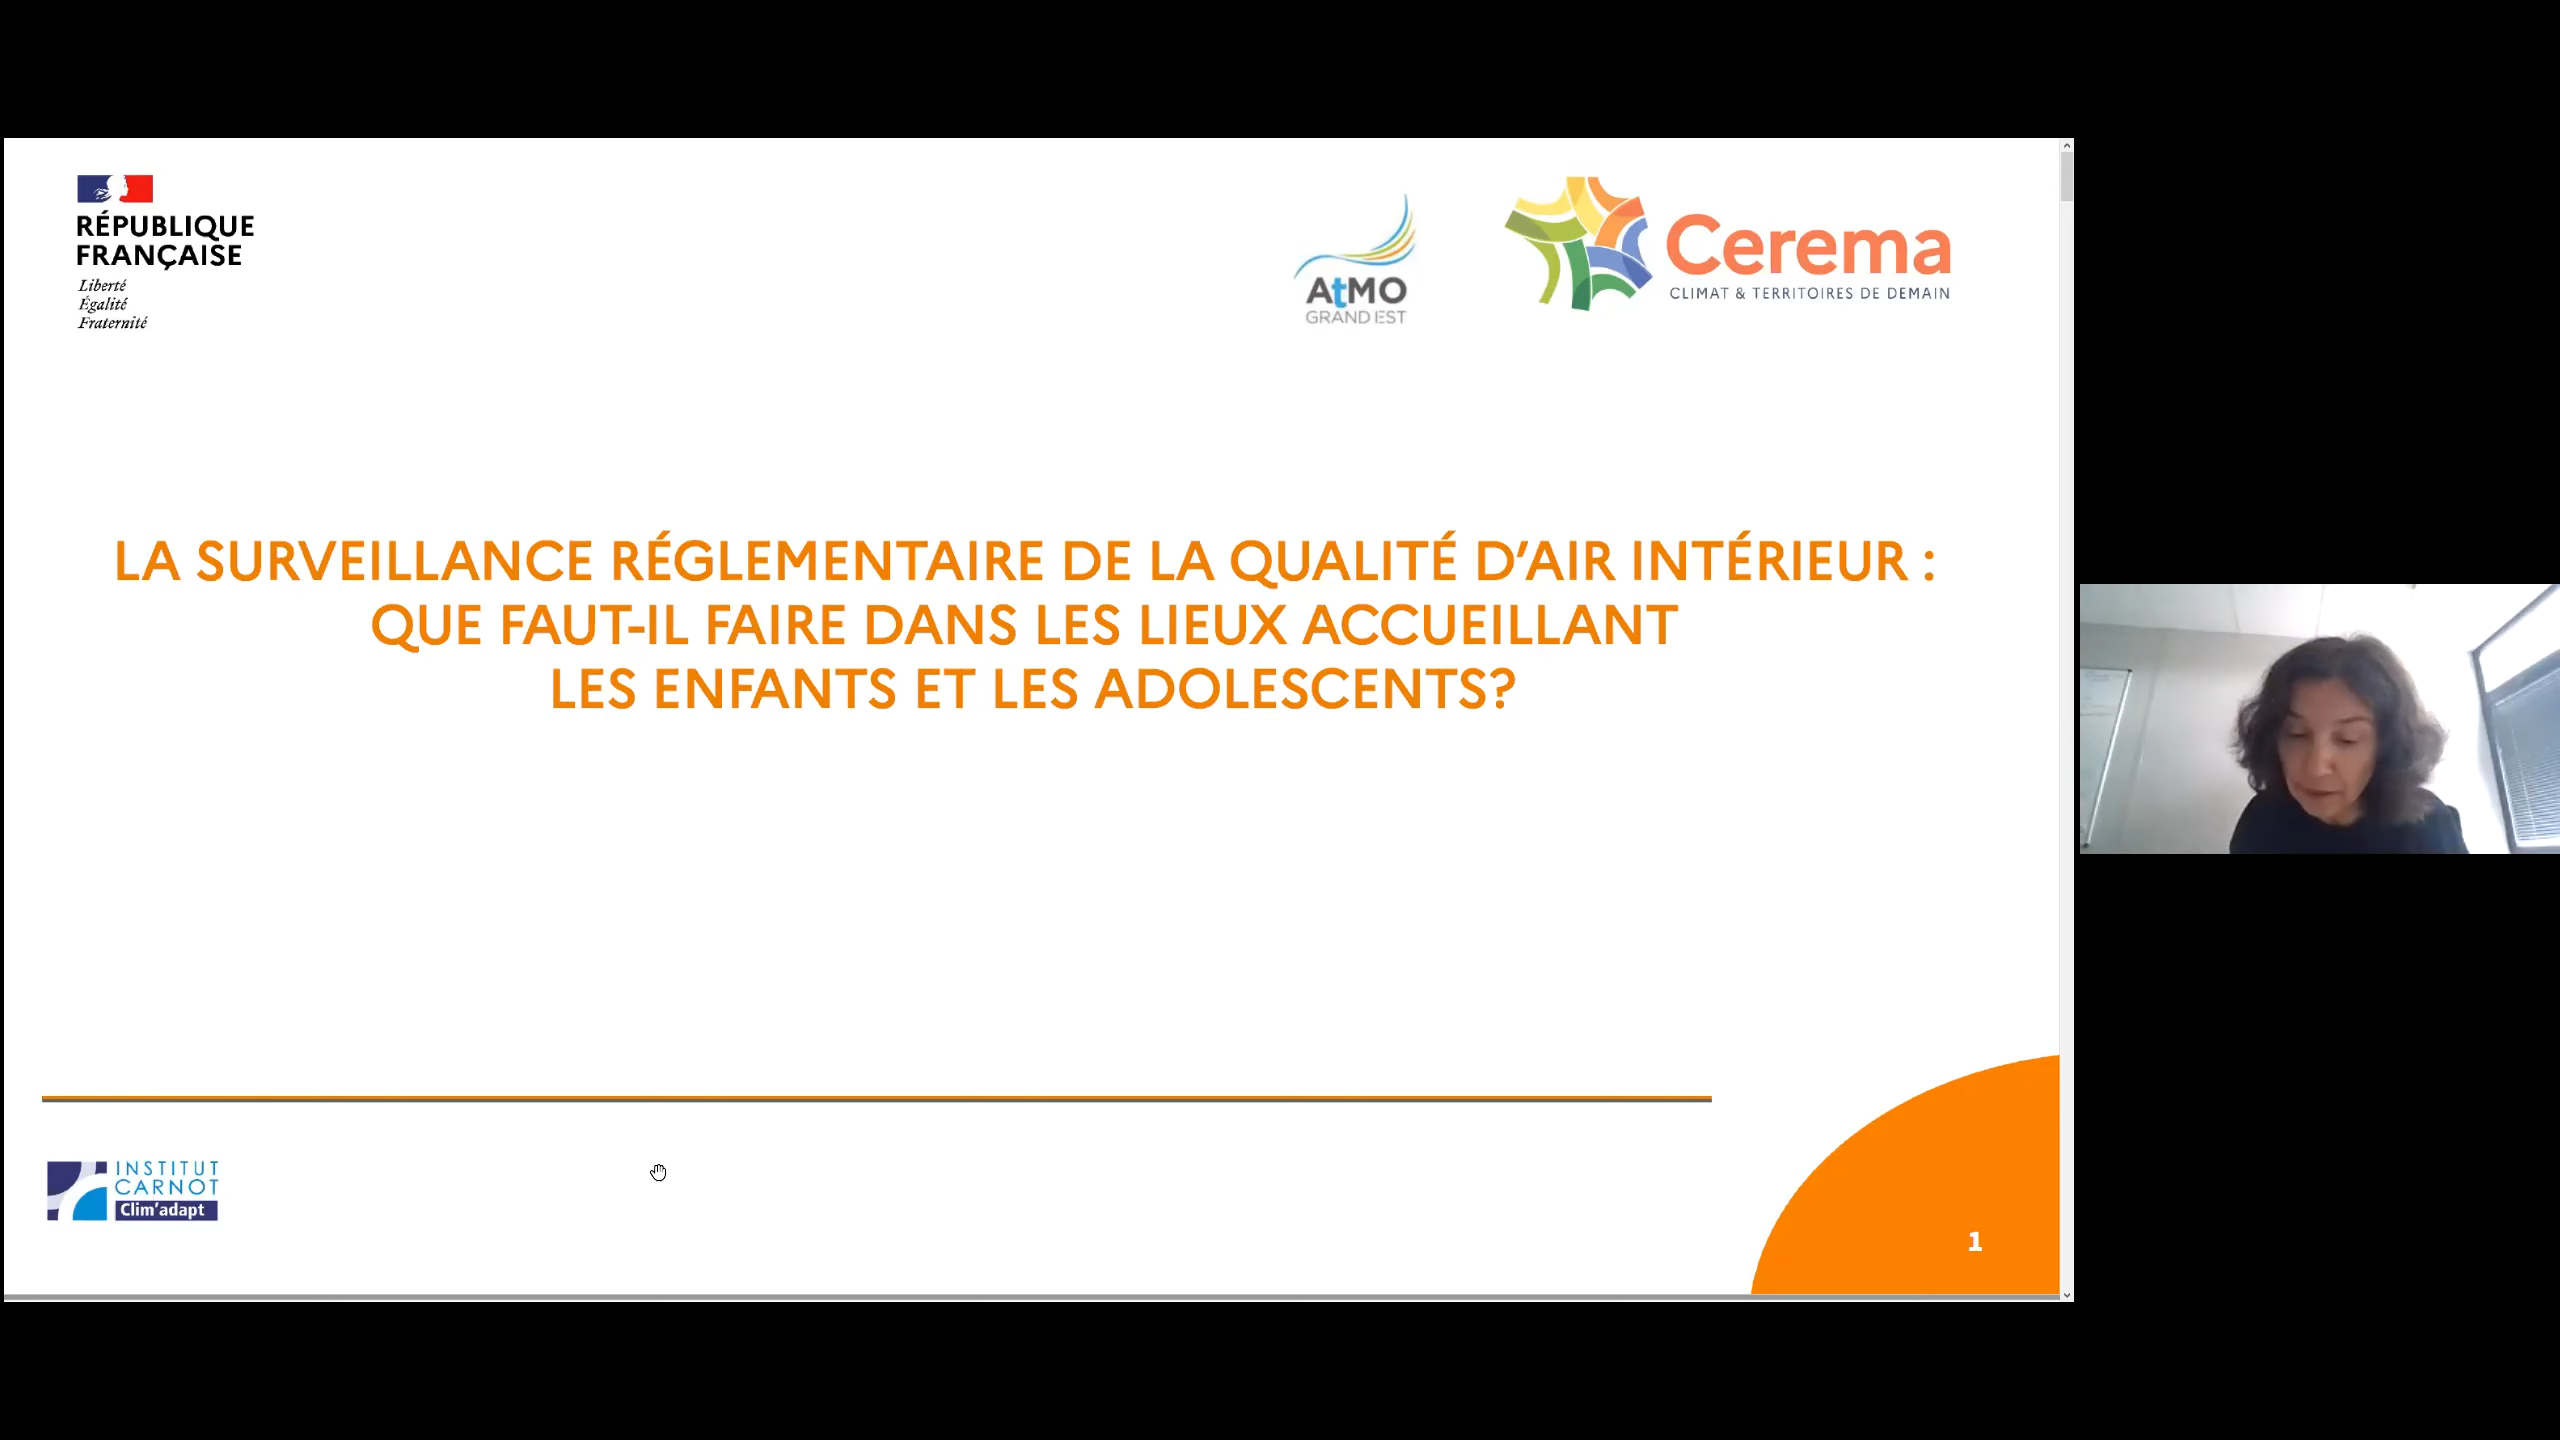 RÉPUBLIQUE
FRANÇAISE
Liberté
Égalité
Fraternité
AtMO
GRAND EST
Cerema
CLIMAT & TERRITOIRES DE DEMAIN
LA SURVEILLANCE RÉGLEMENTAIRE DE LA QUALITÉ D’AIR INTÉRIEUR :
QUE FAUT-IL FAIRE DANS LES LIEUX ACCUEILLANT
LES ENFANTS ET LES ADOLESCENTS?
INSTITUT
CARNOT
Clim’adapt
1